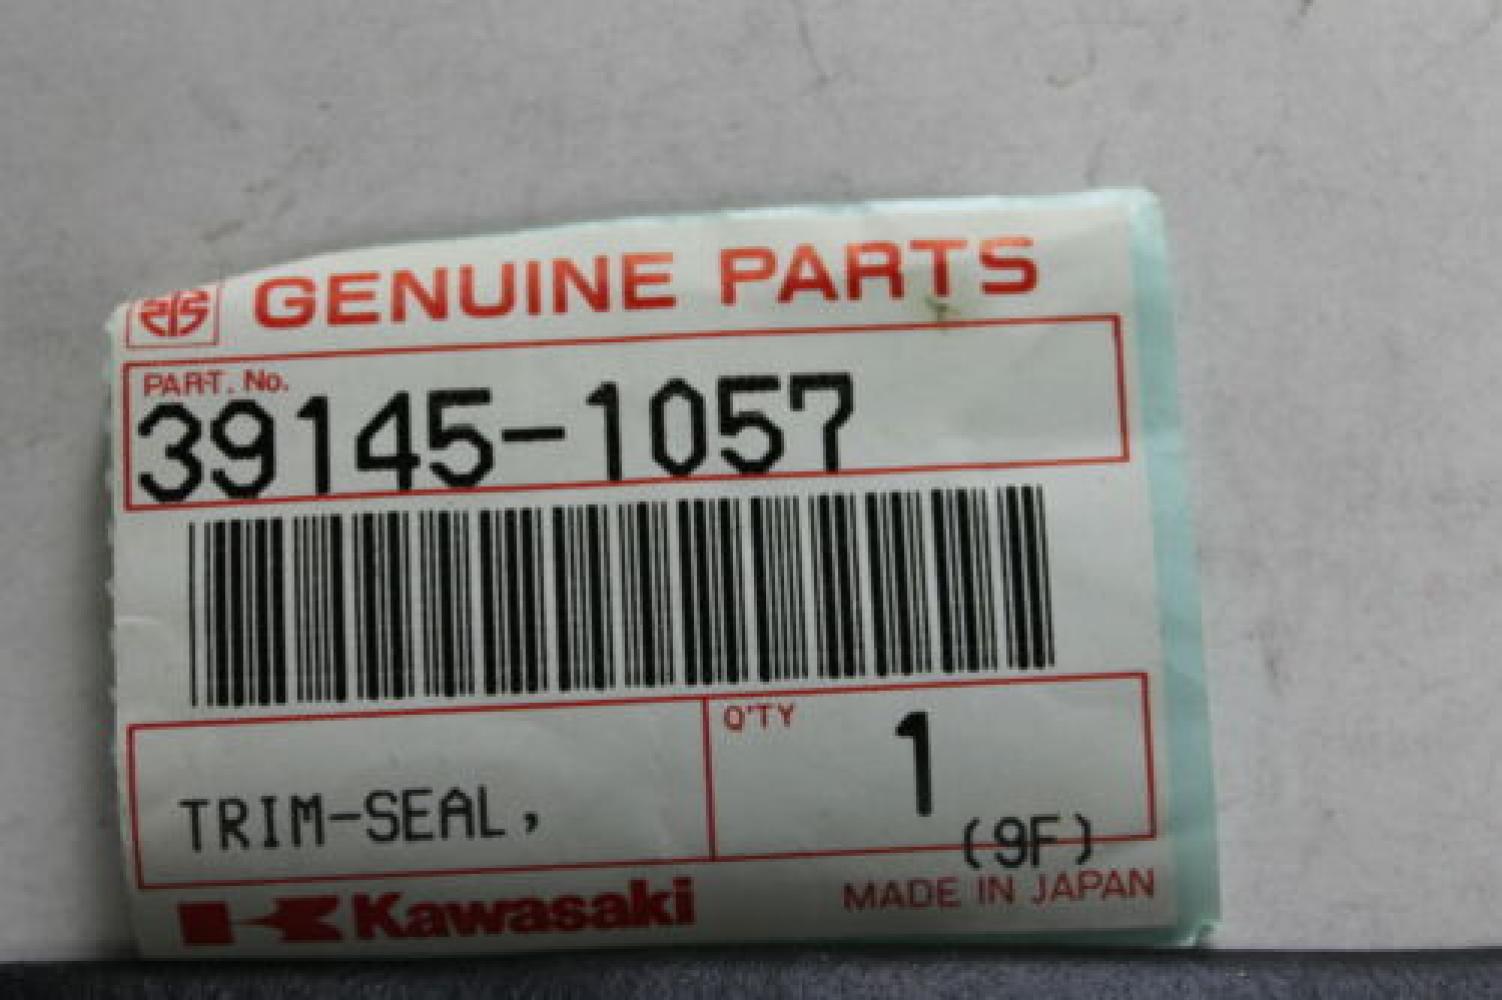 GENUINE PARTS
PART. No.
39145-1057
Q'TY
1
TRIM-SEAL,
(9F)
Kawasaki
MADE IN JAPAN